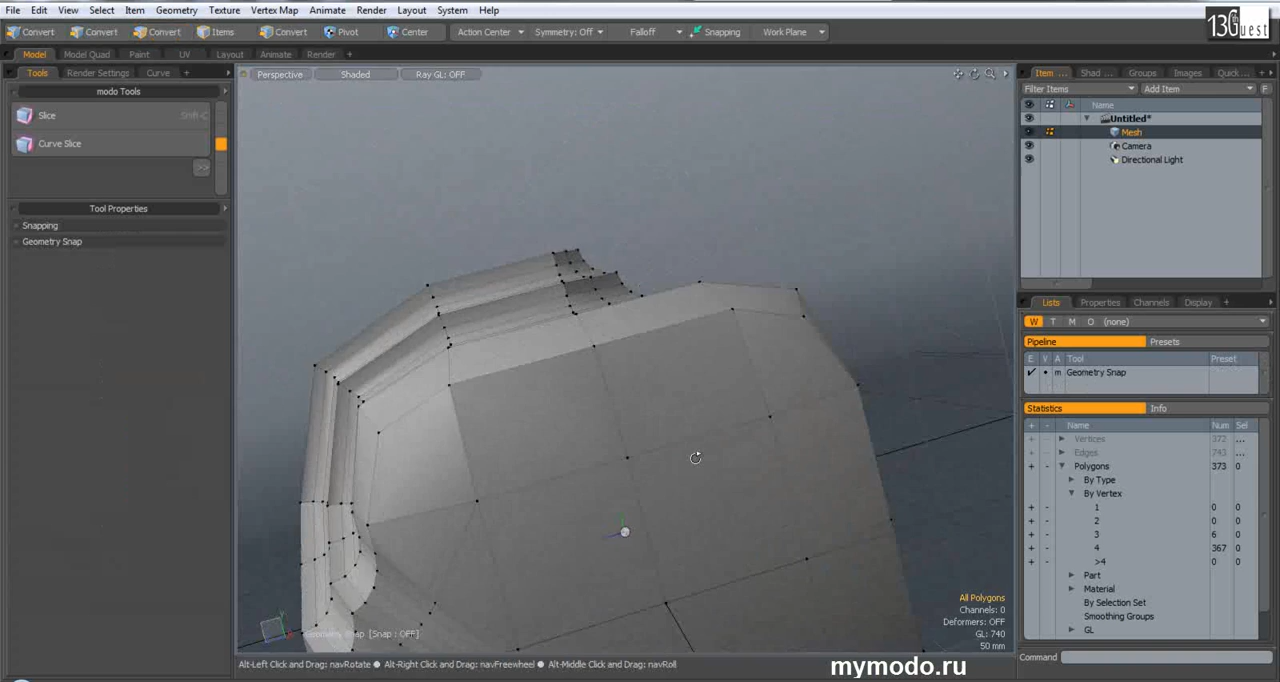 File Edit View Select Item Geometry Texture Vertex Map Animate Render Layout System Help
Convert Convert Convert Items Convert Pivot Center Action Center Symmetry: Off Falloff Snapping Work Plane
Model Model Quad Paint UV Layout Animate Render +
Tools Render Settings Curve +
Perspective Shaded Ray GL: OFF
Item ... Shad ... Groups Images Quick... +
modo Tools
Filter Items Add Item F
Slice
Curve Slice
>>
Name
Untitled*
Mesh
Camera
Directional Light
Tool Properties
Snapping
Geometry Snap
Lists Properties Channels Display +
W T M O (none)
Pipeline Presets
E V A Tool Preset
m Geometry Snap
Statistics Info
Name Num Sel
+ - Vertices 372 ...
+ - Edges 743 ...
+ - Polygons 373 0
+ - By Type
By Vertex
+ - 1 0 0
+ - 2 0 0
+ - 3 6 0
+ - 4 367 0
+ - >4 0 0
Part
Material
By Selection Set
Smoothing Groups
GL
All Polygons
Channels: 0
Deformers: OFF
GL: 740
50 mm
Geometry Snap [Snap : OFF]
Alt-Left Click and Drag: navRotate ● Alt-Right Click and Drag: navFreewheel ● Alt-Middle Click and Drag: navRoll
Command
mymodo.ru